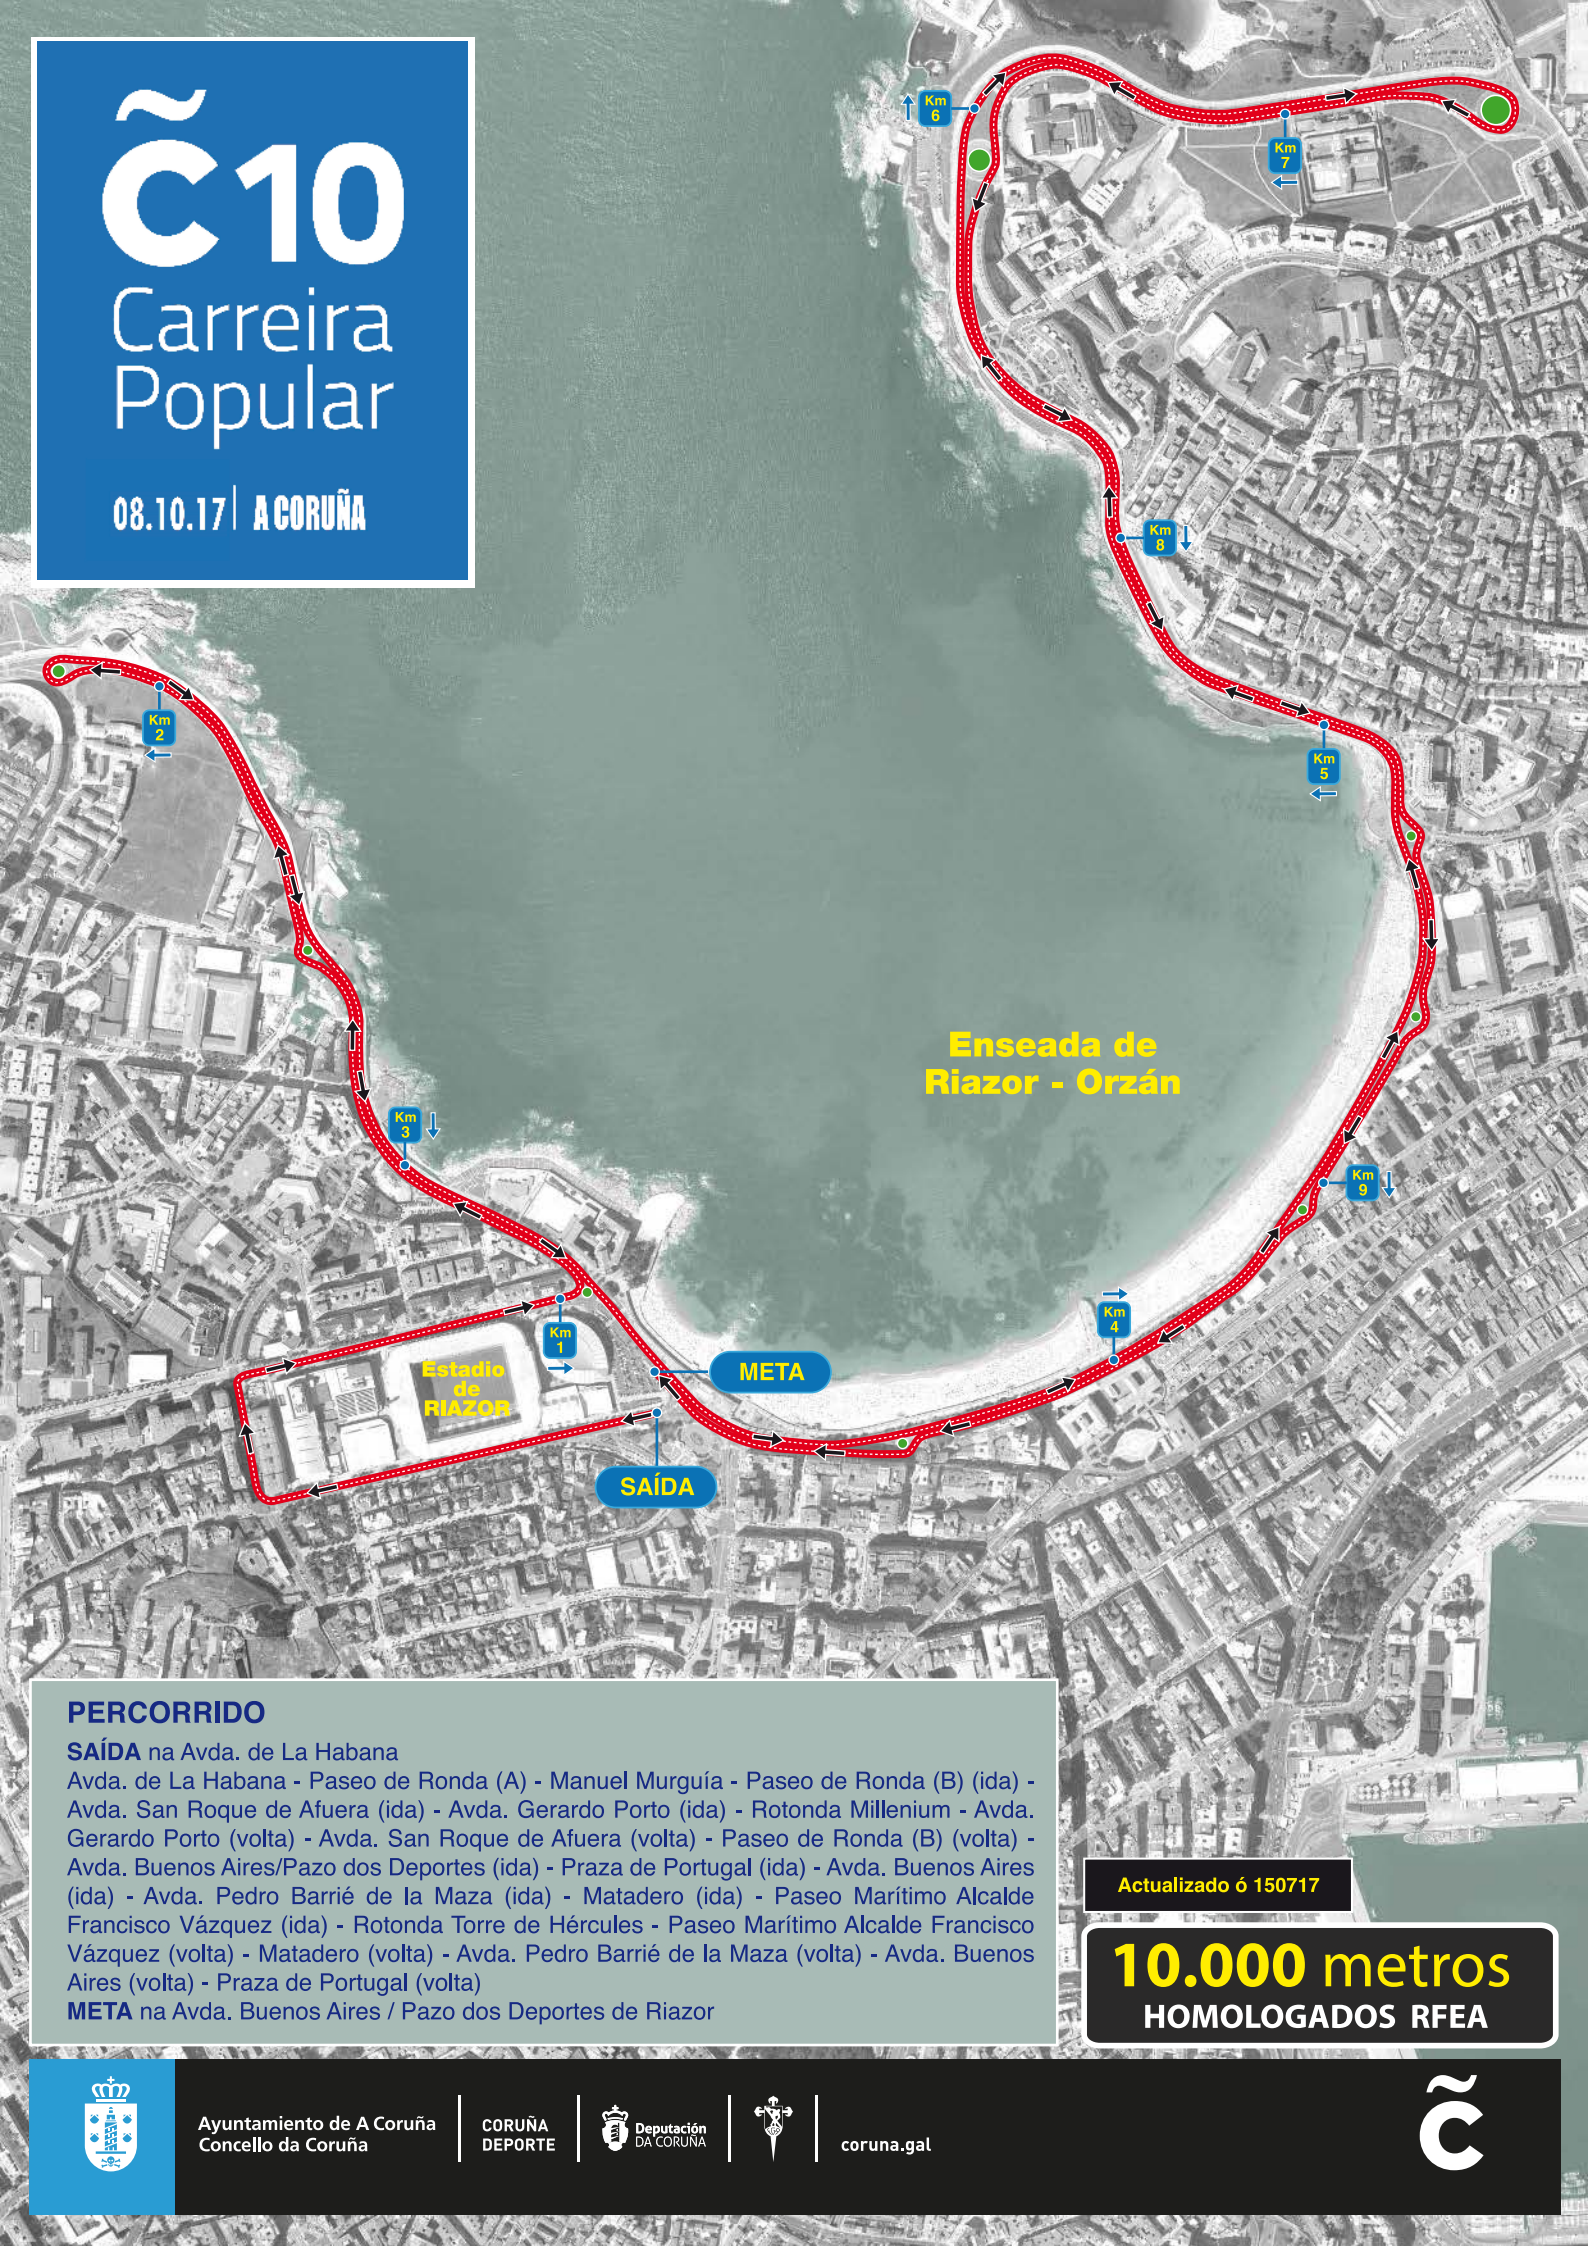 C̃10
Carreira
Popular
08.10.17 | A CORUÑA
Km
6
Km
7
Km
8
Km
2
Km
5
Enseada de
Riazor - Orzán
Km
3
Km
9
Km
4
Km
1
META
Estadio
de
RIAZOR
SAÍDA
PERCORRIDO
SAÍDA na Avda. de La Habana
Avda. de La Habana - Paseo de Ronda (A) - Manuel Murguía - Paseo de Ronda (B) (ida) -
Avda. San Roque de Afuera (ida) - Avda. Gerardo Porto (ida) - Rotonda Millenium - Avda.
Gerardo Porto (volta) - Avda. San Roque de Afuera (volta) - Paseo de Ronda (B) (volta) -
Avda. Buenos Aires/Pazo dos Deportes (ida) - Praza de Portugal (ida) - Avda. Buenos Aires
(ida) - Avda. Pedro Barrié de la Maza (ida) - Matadero (ida) - Paseo Marítimo Alcalde
Francisco Vázquez (ida) - Rotonda Torre de Hércules - Paseo Marítimo Alcalde Francisco
Vázquez (volta) - Matadero (volta) - Avda. Pedro Barrié de la Maza (volta) - Avda. Buenos
Aires (volta) - Praza de Portugal (volta)
META na Avda. Buenos Aires / Pazo dos Deportes de Riazor
Actualizado ó 150717
10.000 metros
HOMOLOGADOS RFEA
Ayuntamiento de A Coruña
Concello da Coruña
CORUÑA
DEPORTE
Deputación
DA CORUÑA
coruna.gal
C̃